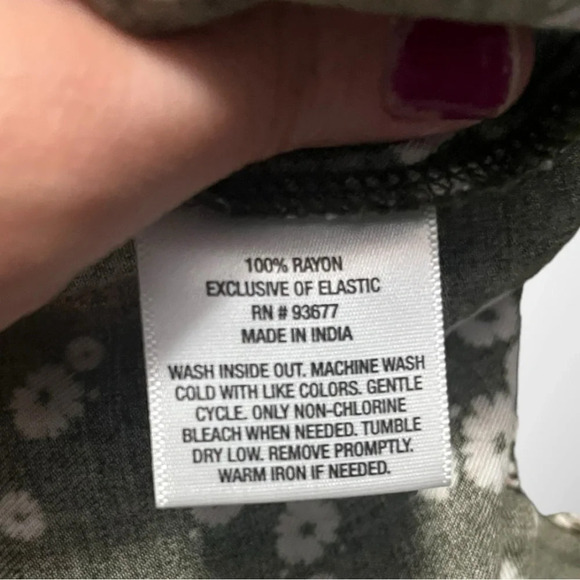 100% RAYON
EXCLUSIVE OF ELASTIC
RN # 93677
MADE IN INDIA
WASH INSIDE OUT. MACHINE WASH
COLD WITH LIKE COLORS. GENTLE
CYCLE. ONLY NON-CHLORINE
BLEACH WHEN NEEDED. TUMBLE
DRY LOW. REMOVE PROMPTLY.
WARM IRON IF NEEDED.